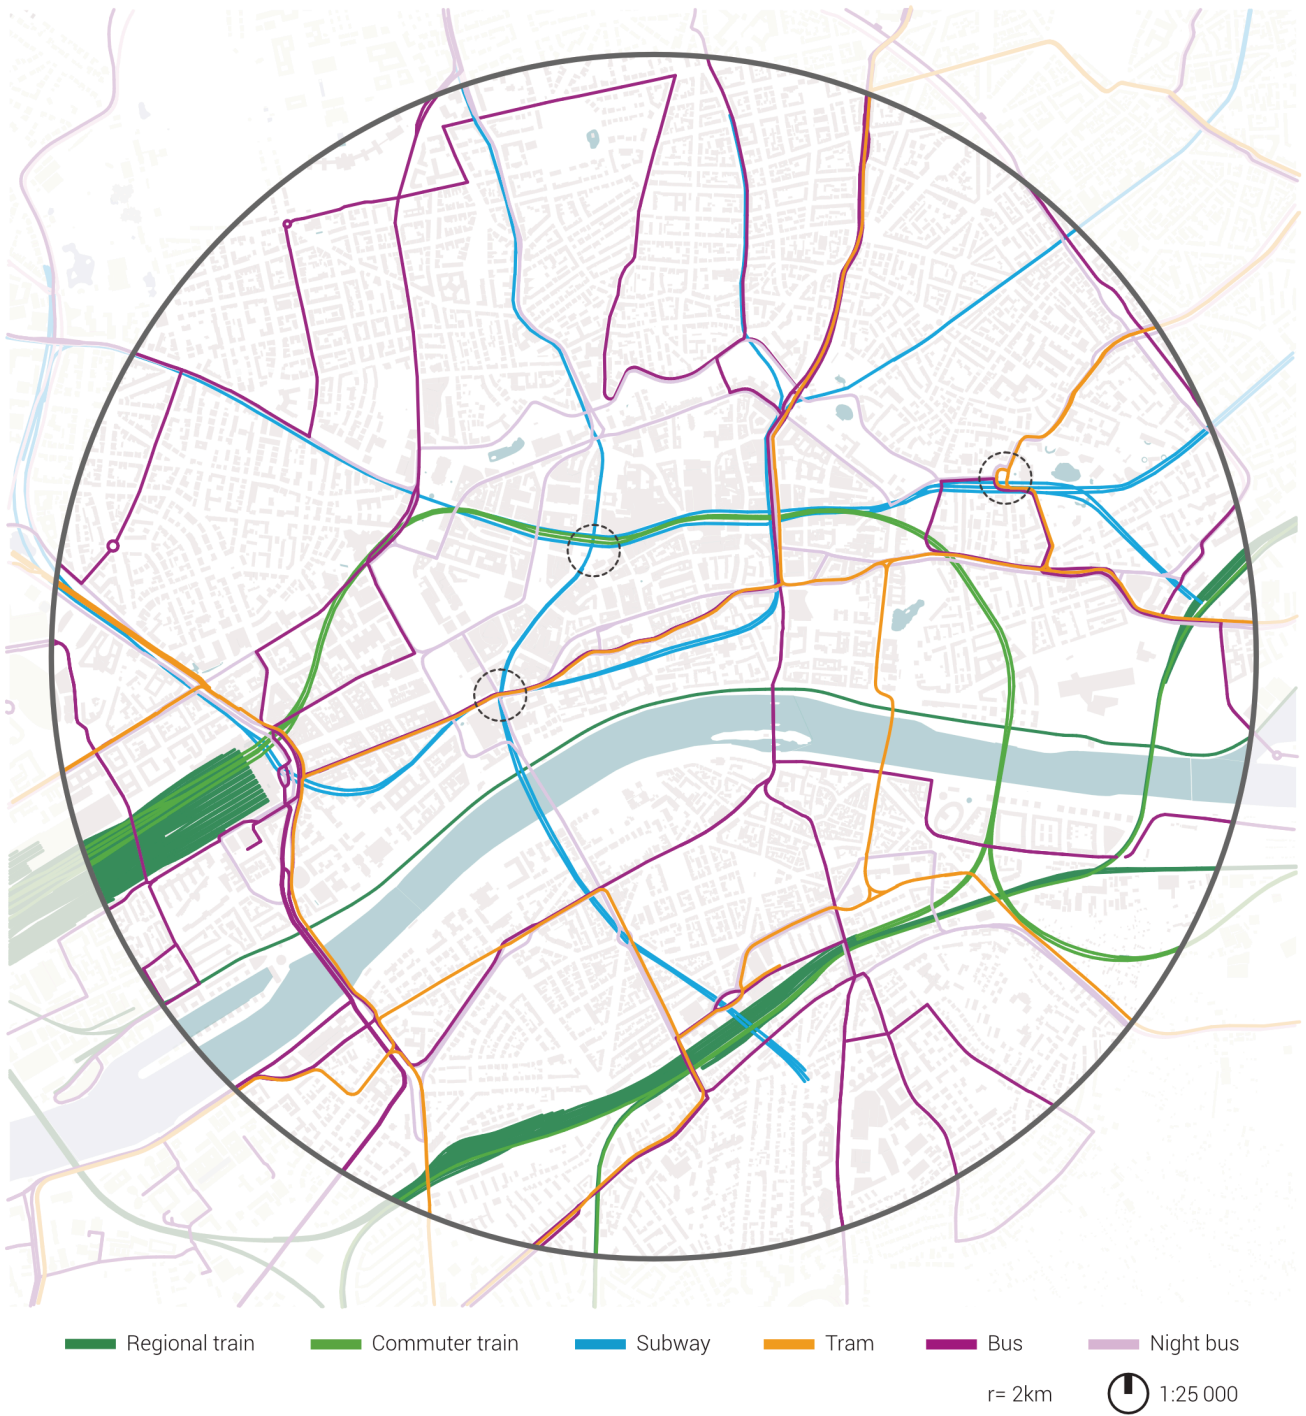 Regional train
Commuter train
Subway
Tram
Bus
Night bus
r= 2km
1:25 000